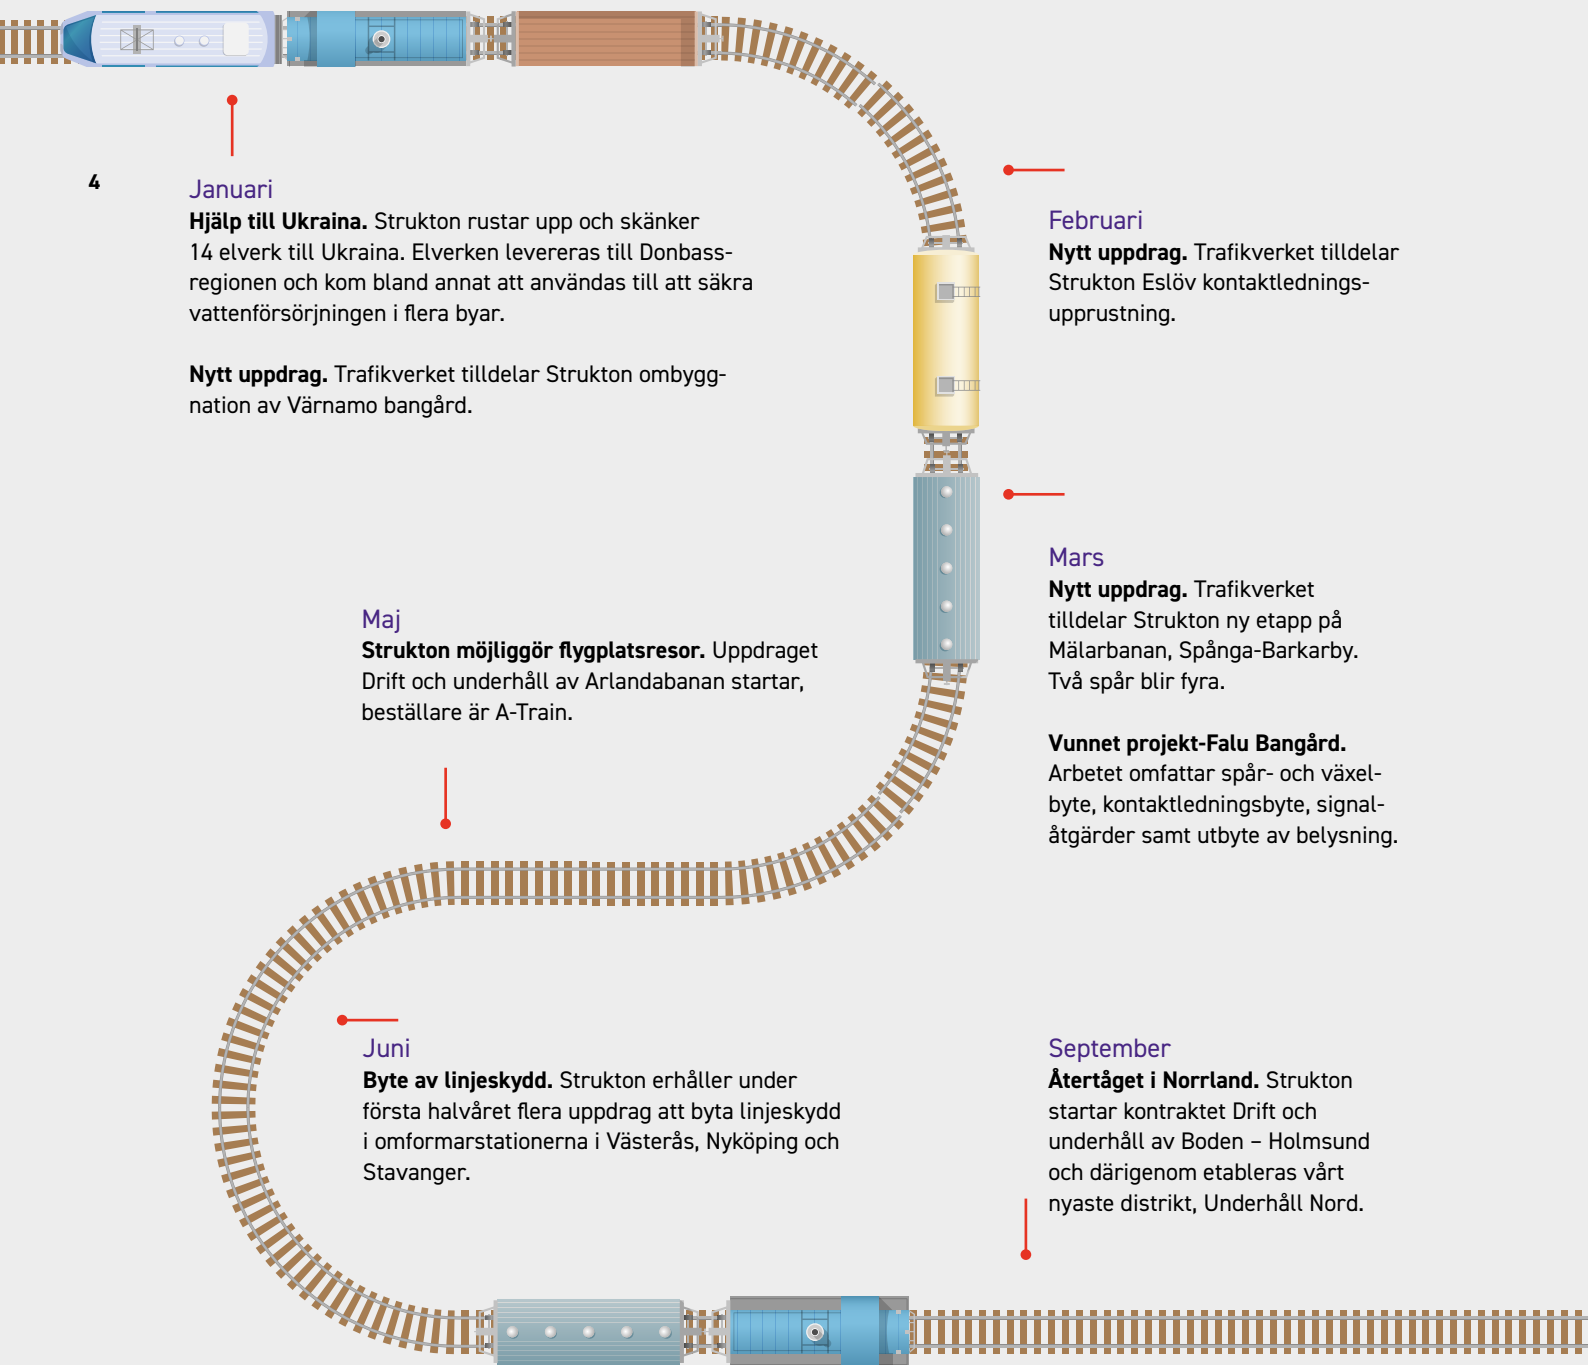 4
Januari
Hjälp till Ukraina. Strukton rustar upp och skänker
14 elverk till Ukraina. Elverken levereras till Donbass-
regionen och kom bland annat att användas till att säkra
vattenförsörjningen i flera byar.
Nytt uppdrag. Trafikverket tilldelar Strukton ombygg-
nation av Värnamo bangård.
Februari
Nytt uppdrag. Trafikverket tilldelar
Strukton Eslöv kontaktlednings-
upprustning.
Mars
Nytt uppdrag. Trafikverket
tilldelar Strukton ny etapp på
Mälarbanan, Spånga-Barkarby.
Två spår blir fyra.
Vunnet projekt-Falu Bangård.
Arbetet omfattar spår- och växel-
byte, kontaktledningsbyte, signal-
åtgärder samt utbyte av belysning.
Maj
Strukton möjliggör flygplatsresor. Uppdraget
Drift och underhåll av Arlandabanan startar,
beställare är A-Train.
Juni
Byte av linjeskydd. Strukton erhåller under
första halvåret flera uppdrag att byta linjeskydd
i omformarstationerna i Västerås, Nyköping och
Stavanger.
September
Återtåget i Norrland. Strukton
startar kontraktet Drift och
underhåll av Boden – Holmsund
och därigenom etableras vårt
nyaste distrikt, Underhåll Nord.